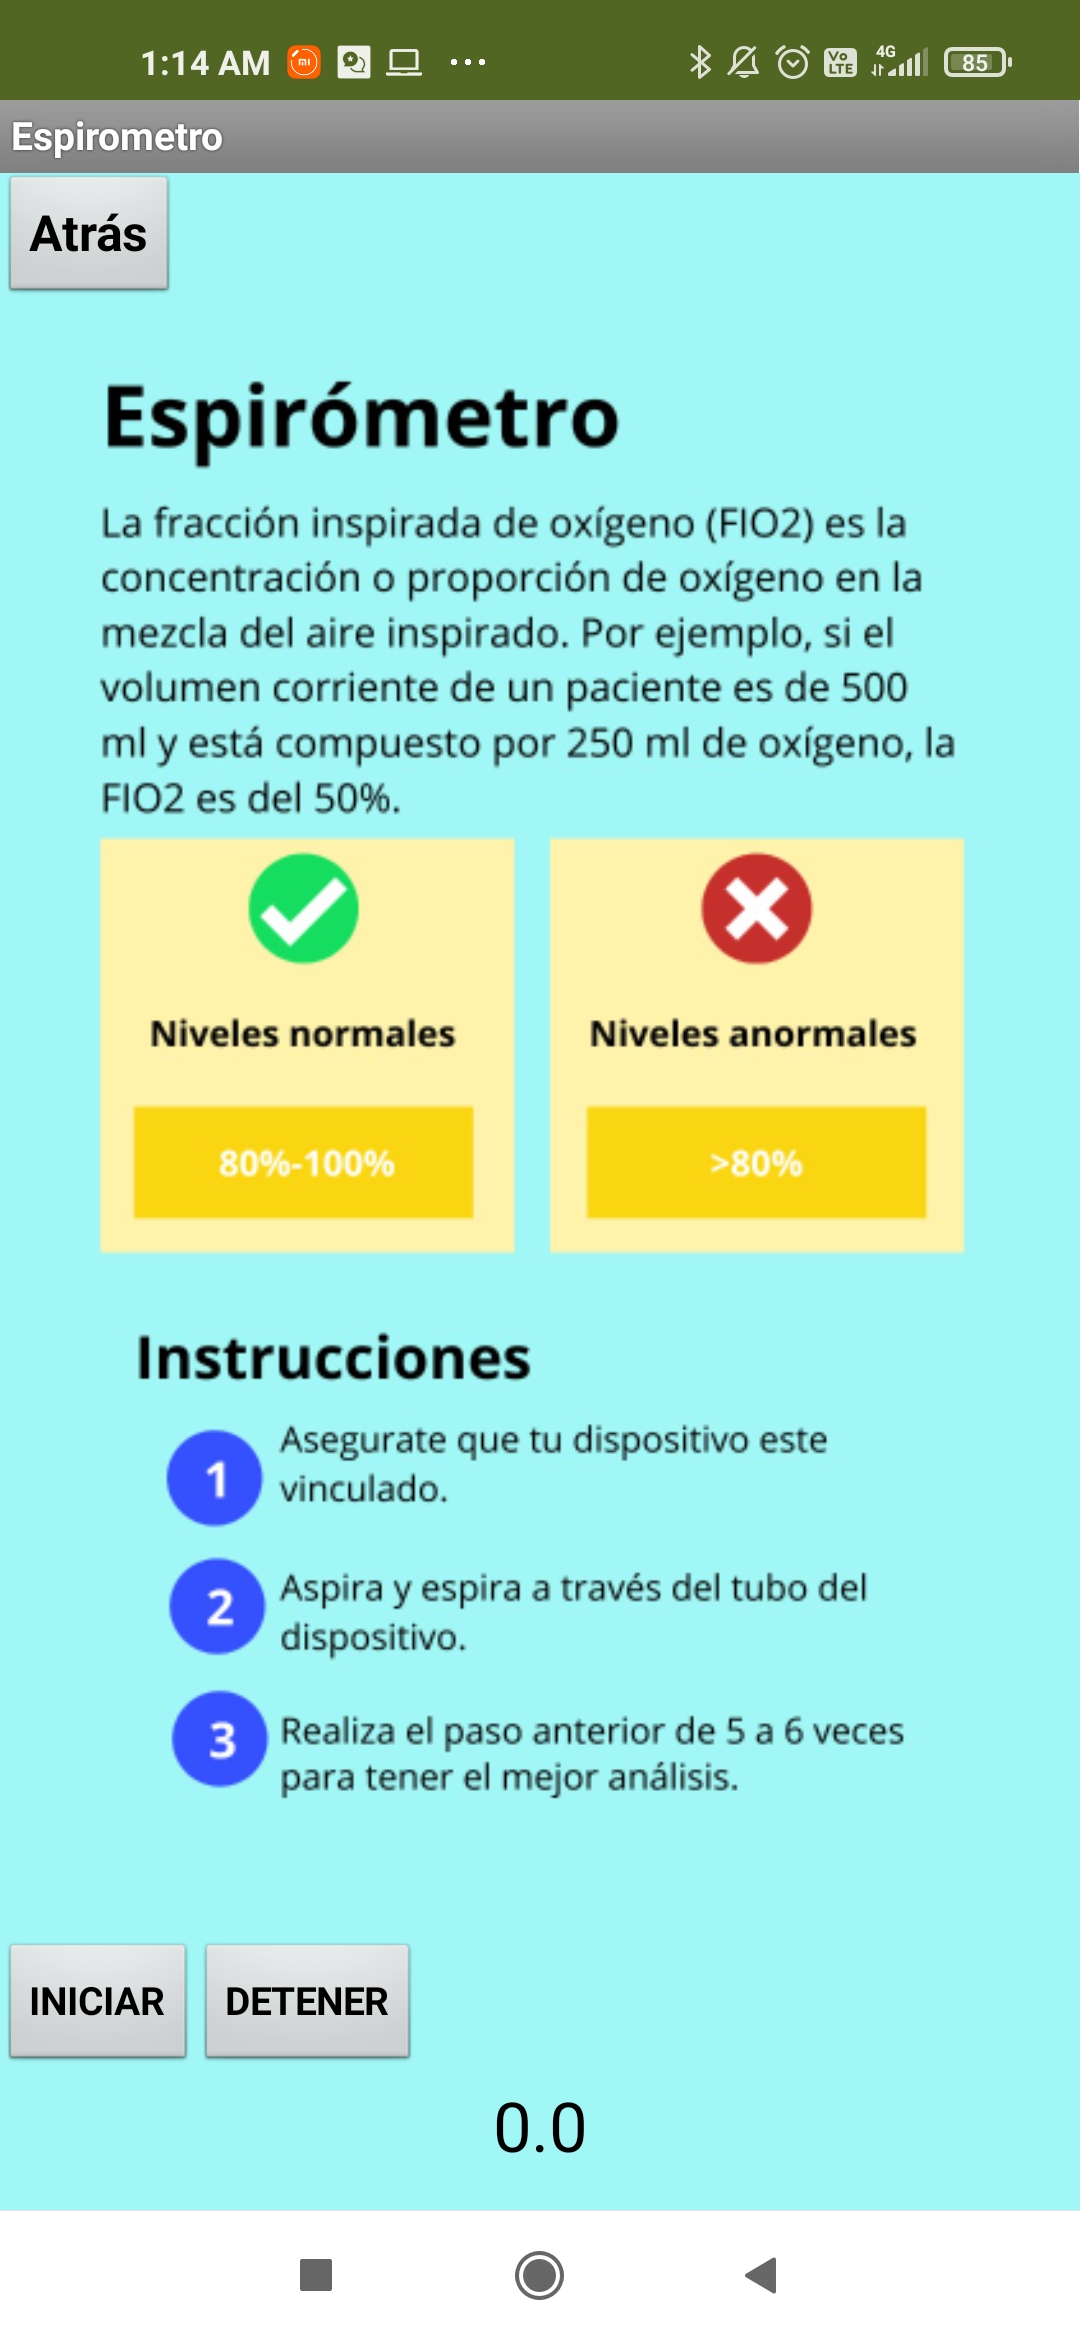 1:14 AM
4G
Vo
LTE
85
Espirometro
Atrás
Espirómetro
La fracción inspirada de oxígeno (FIO2) es la
concentración o proporción de oxígeno en la
mezcla del aire inspirado. Por ejemplo, si el
volumen corriente de un paciente es de 500
ml y está compuesto por 250 ml de oxígeno, la
FIO2 es del 50%.
Niveles normales
Niveles anormales
80%-100%
>80%
Instrucciones
1 Asegurate que tu dispositivo este
vinculado.
2 Aspira y espira a través del tubo del
dispositivo.
3 Realiza el paso anterior de 5 a 6 veces
para tener el mejor análisis.
INICIAR
DETENER
0.0